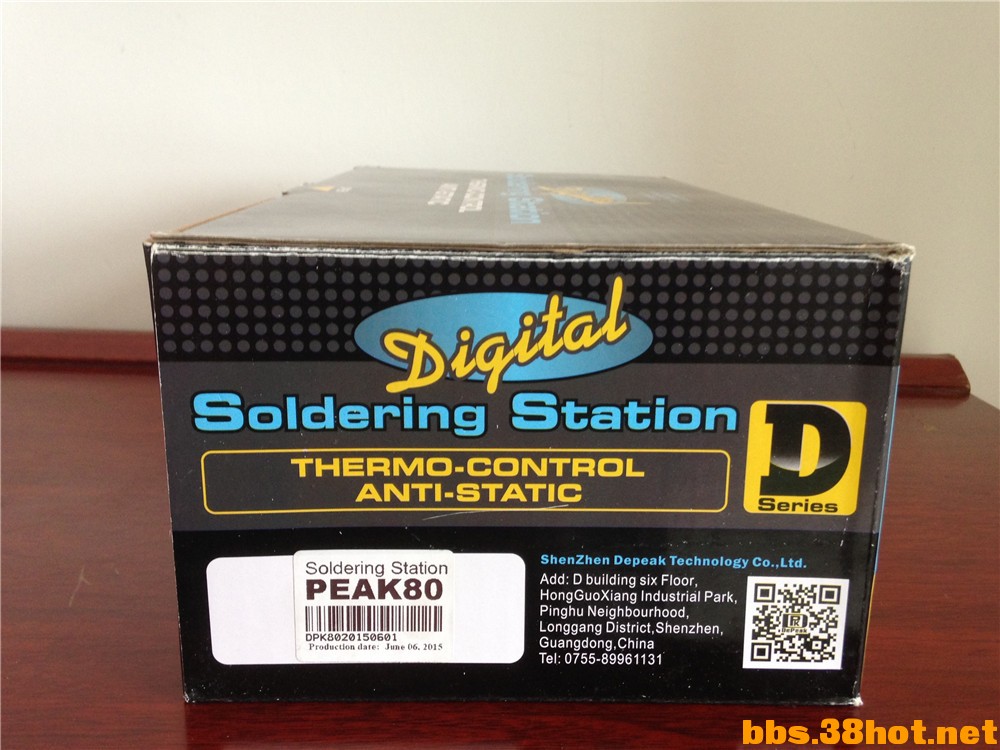 Digital
Soldering Station
THERMO-CONTROL
ANTI-STATIC
D
Series
Soldering Station
PEAK80
DPK8020150601
Production date: June 06, 2015
ShenZhen Depeak Technology Co.,Ltd.
Add: D building six Floor,
HongGuoXiang Industrial Park,
Pinghu Neighbourhood,
Longgang District,Shenzhen,
Guangdong,China
Tel: 0755-89961131
DePeak
bbs.38hot.net